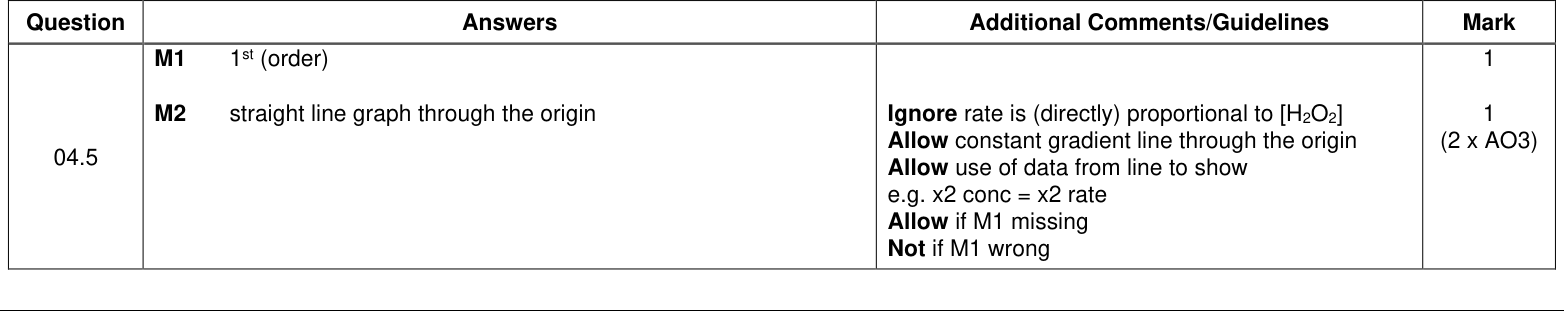 Question Answers Additional Comments/Guidelines Mark
M1 1st (order) 1
M2 straight line graph through the origin Ignore rate is (directly) proportional to [H2O2] 1
Allow constant gradient line through the origin (2 x AO3)
04.5 Allow use of data from line to show
e.g. x2 conc = x2 rate
Allow if M1 missing
Not if M1 wrong